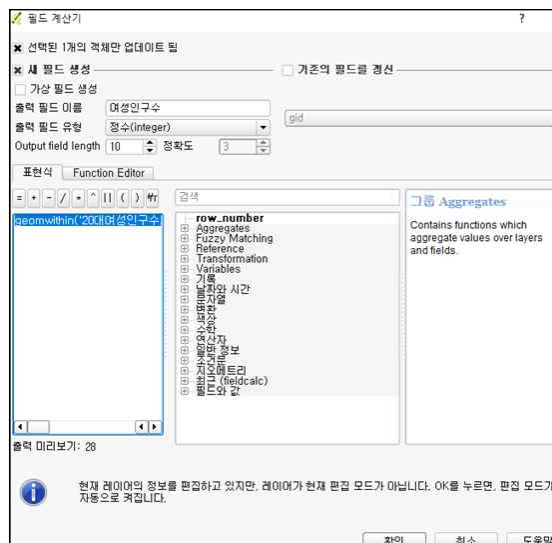 필드 계산기 ?
선택된 1개의 객체만 업데이트 될
새 필드 생성
기존의 필드를 갱신
가상 필드 생성
출력 필드 이름 여성인구수
출력 필드 유형 정수(integer)
gid
Output field length 10 정확도 3
표현식 Function Editor
= + - / * ^ || ( )
검색
그룹 Aggregates
geomwithin('20대여성인구수
row_number
Aggregates
Fuzzy Matching
Reference
Transformation
Variables
기록
날짜와 시간
문자열
변환
색상
수학
연산자
일반 정보
조건문
지오메트리
최근 (fieldcalc)
필드와 값
Contains functions which
aggregate values over layers
and fields.
출력 미리보기: 28
현재 레이어의 정보를 편집하고 있지만, 레이어가 현재 편집 모드가 아닙니다. OK를 누르면, 편집 모드가
자동으로 켜집니다.
확인 취소 도움말